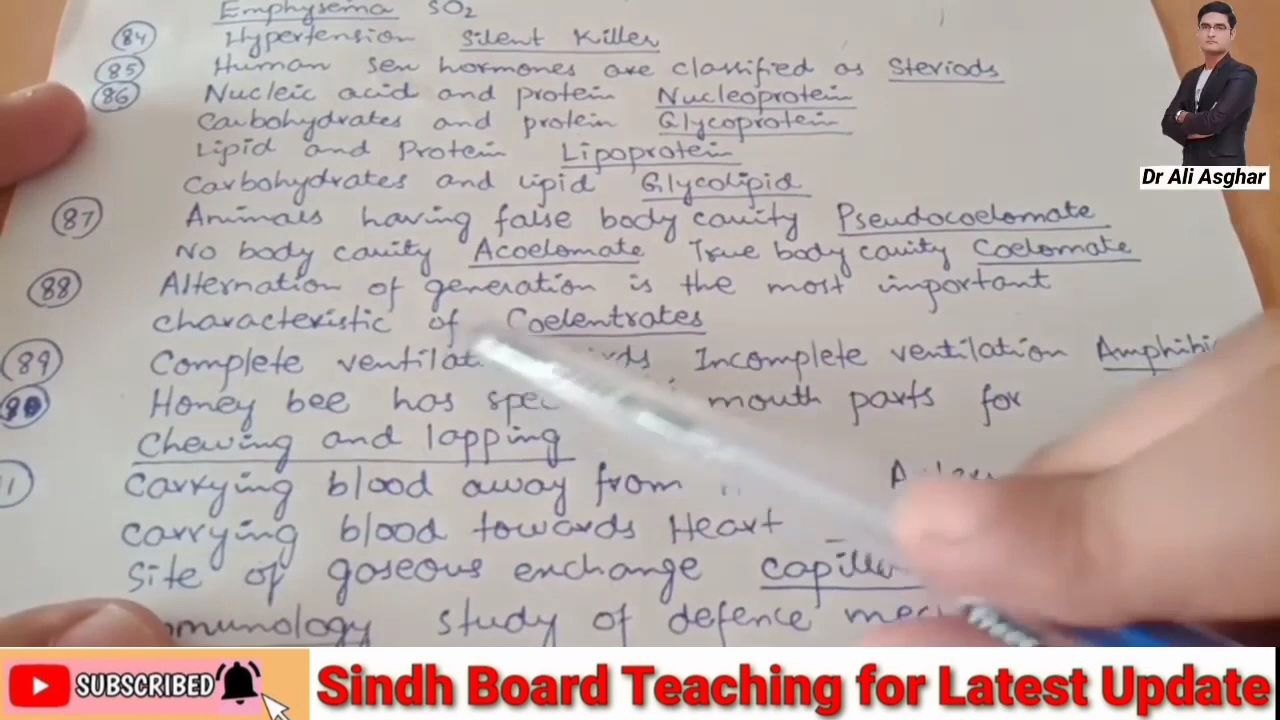 Emphysema SO2
84 Hypertension Silent Killer
85 Human sex hormones are classified as Steriods
86 Nucleic acid and protein Nucleoprotein
Carbohydrates and protein Glycoprotein
Lipid and Protein Lipoprotein
Carbohydrates and lipid Glycolipid
87 Animals having false body cavity Pseudocoelomate
No body cavity Acoelomate True body cavity Coelomate
88 Alternation of generation is the most important
characteristic of Coelentrates
89 Complete Incomplete ventilation
Honey bee has mouth parts for
Chewing and lapping
Carrying blood away from
Carrying blood towards Heart
Site of gaseous exchange
study of defence
Dr Ali Asghar
SUBSCRIBED
Sindh Board Teaching for Latest Update